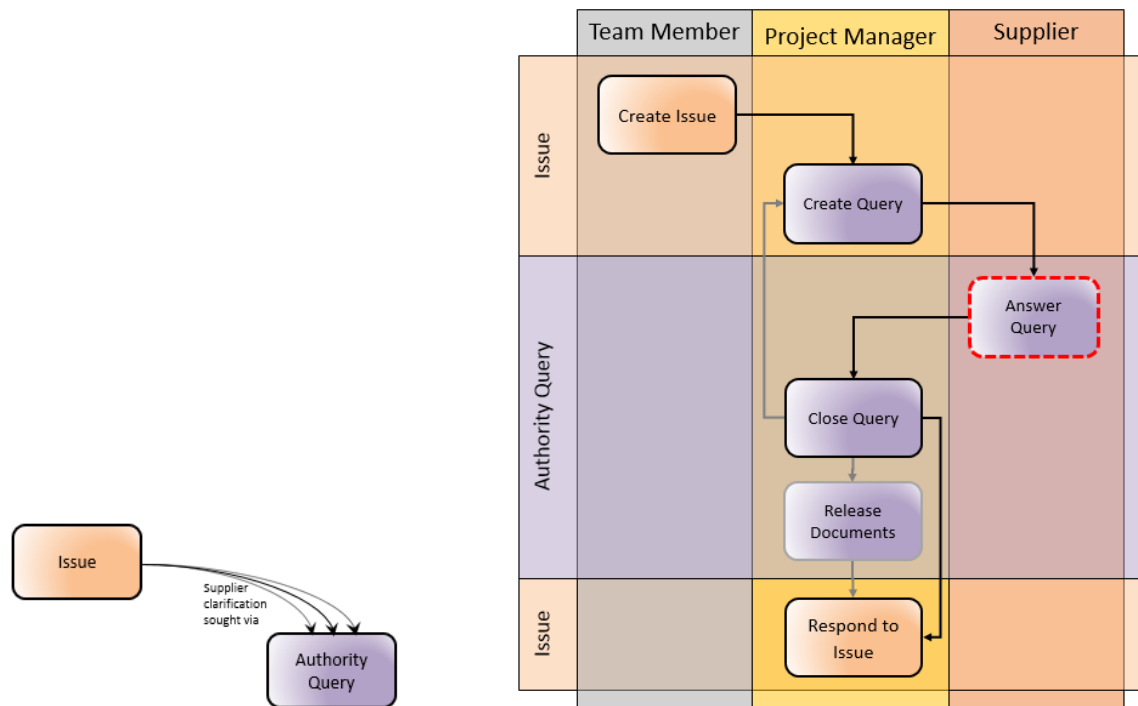 Team Member
Project Manager
Supplier
Issue
Create Issue
Create Query
Authority Query
Answer
Query
Close Query
Release
Documents
Issue
Respond to
Issue
Issue
Supplier
clarification
sought via
Authority
Query